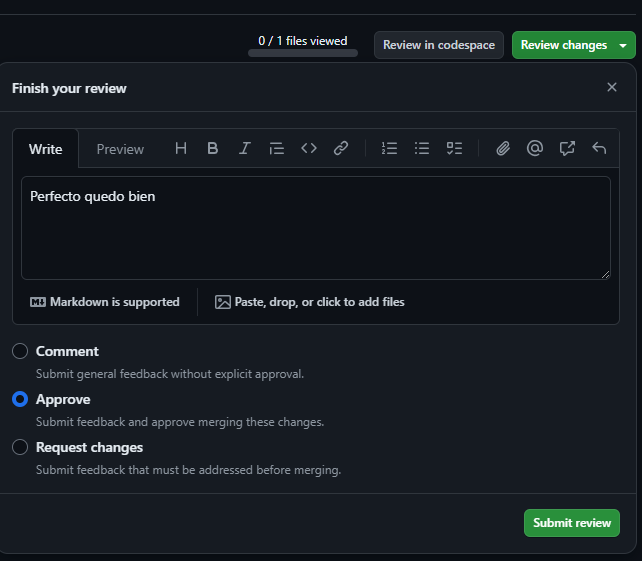 0 / 1 files viewed
Review in codespace
Review changes
Finish your review
Write
Preview
H
B
I
Perfecto quedo bien
Markdown is supported
Paste, drop, or click to add files
Comment
Submit general feedback without explicit approval.
Approve
Submit feedback and approve merging these changes.
Request changes
Submit feedback that must be addressed before merging.
Submit review